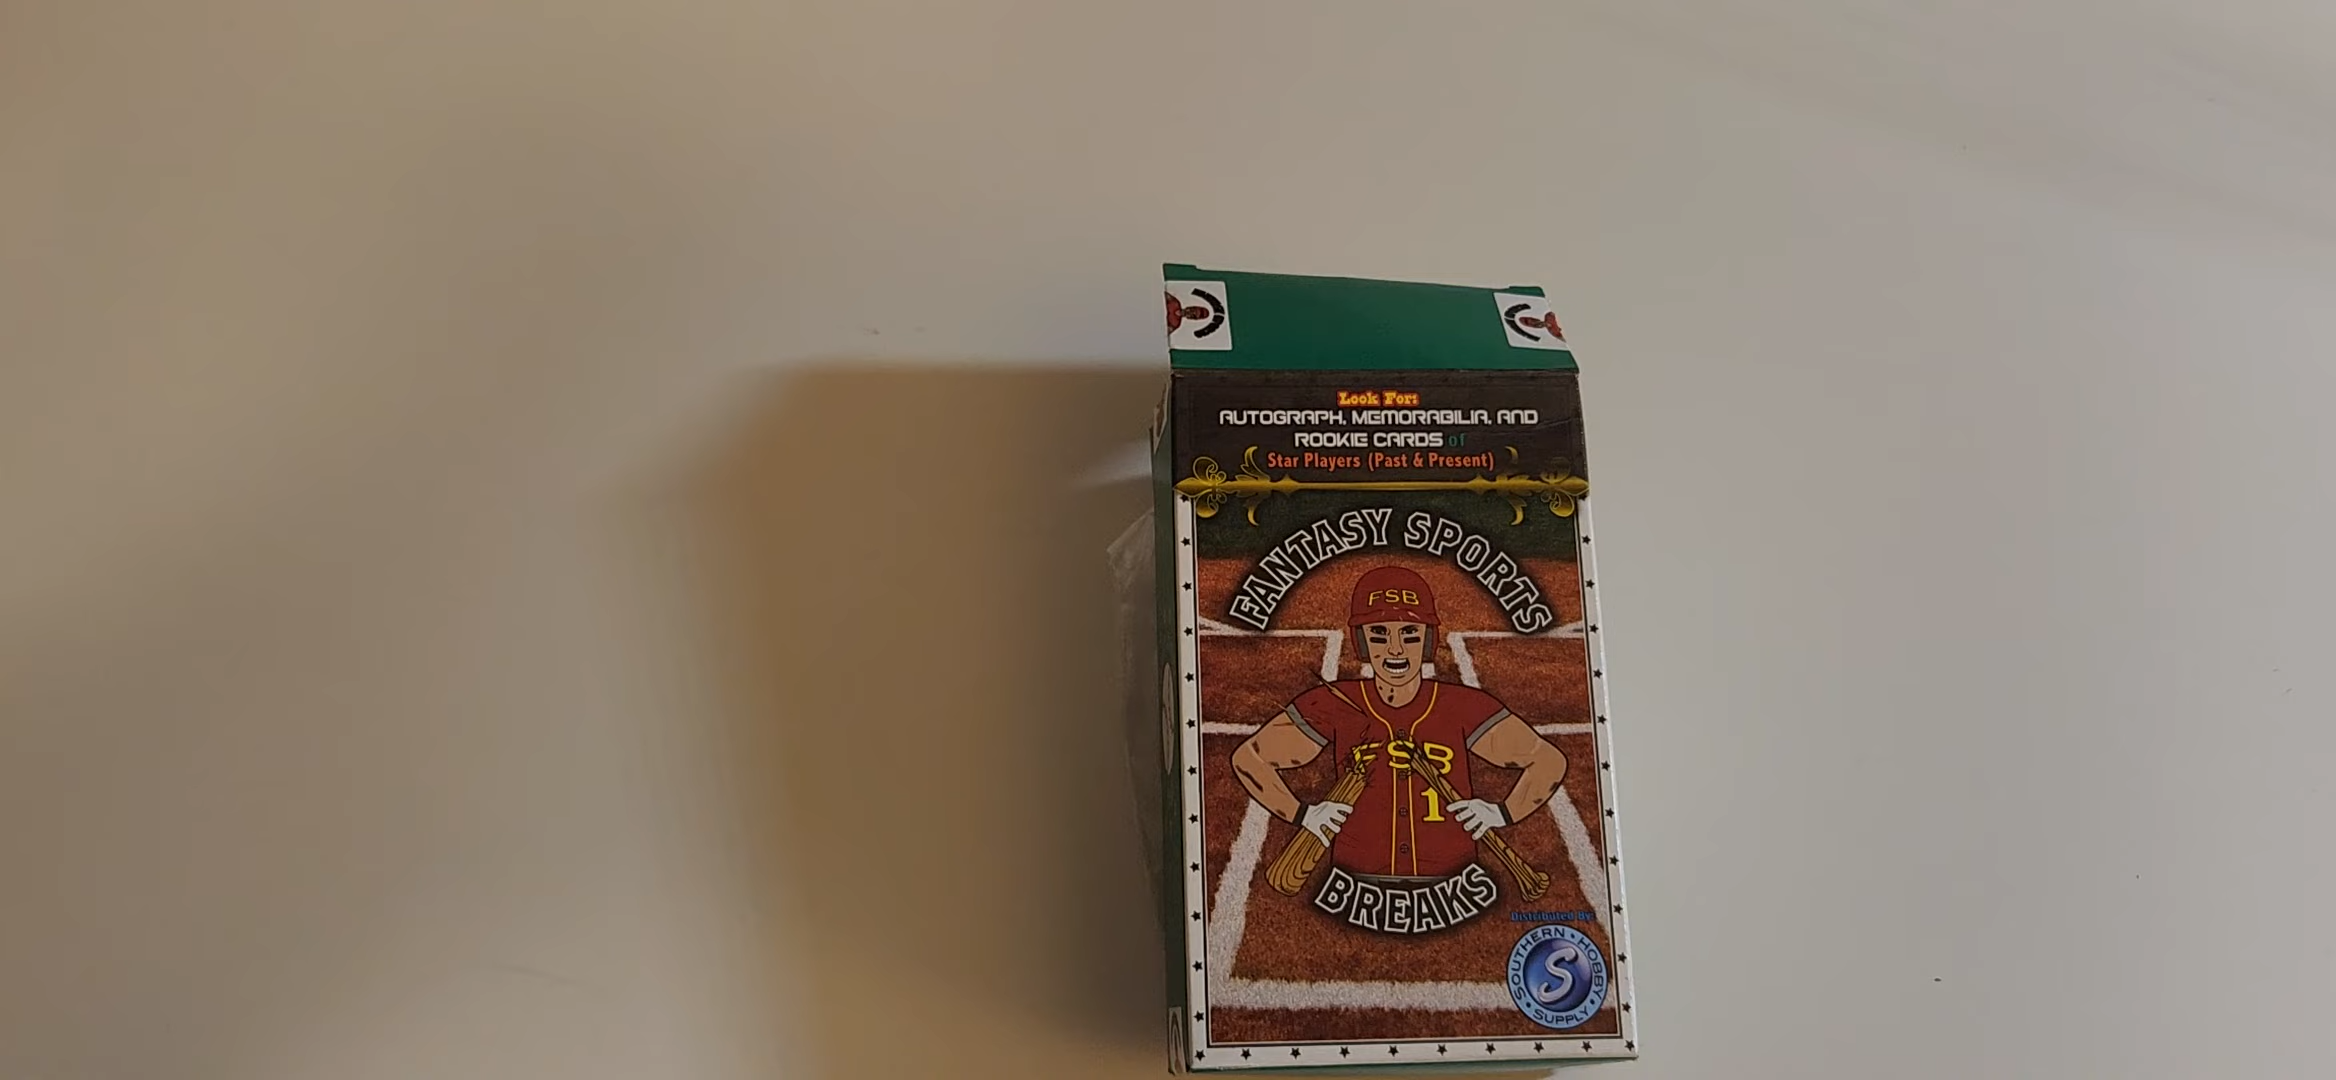 Look For:
AUTOGRAPH, MEMORABILIA, AND
ROOKIE CARDS of
Star Players (Past & Present)
FANTASY SPORTS
FSB
FSB
1
BREAKS
Distributed By:
SOUTHERN • HOBBY • SUPPLY •
S